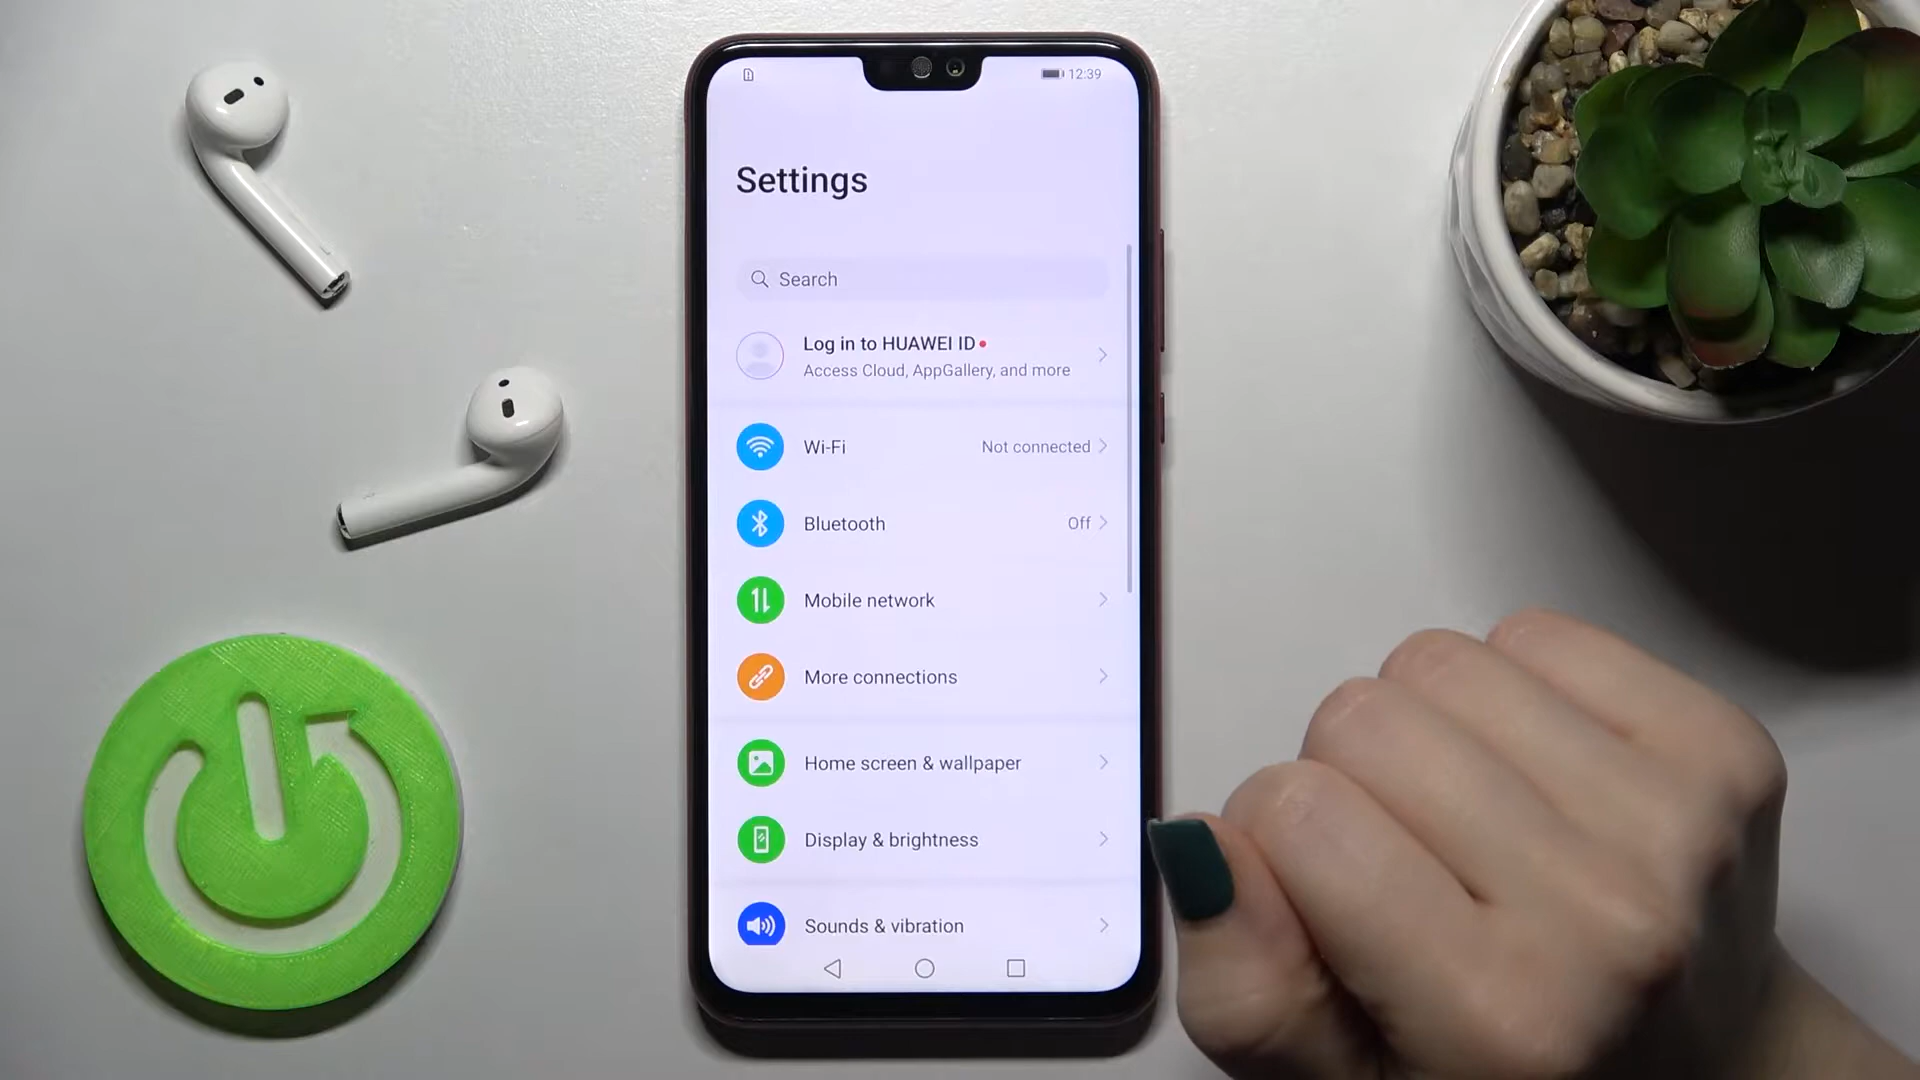 12:39
Settings
Search
Log in to HUAWEI ID
Access Cloud, AppGallery, and more
Wi-Fi Not connected
Bluetooth Off
Mobile network
More connections
Home screen & wallpaper
Display & brightness
Sounds & vibration